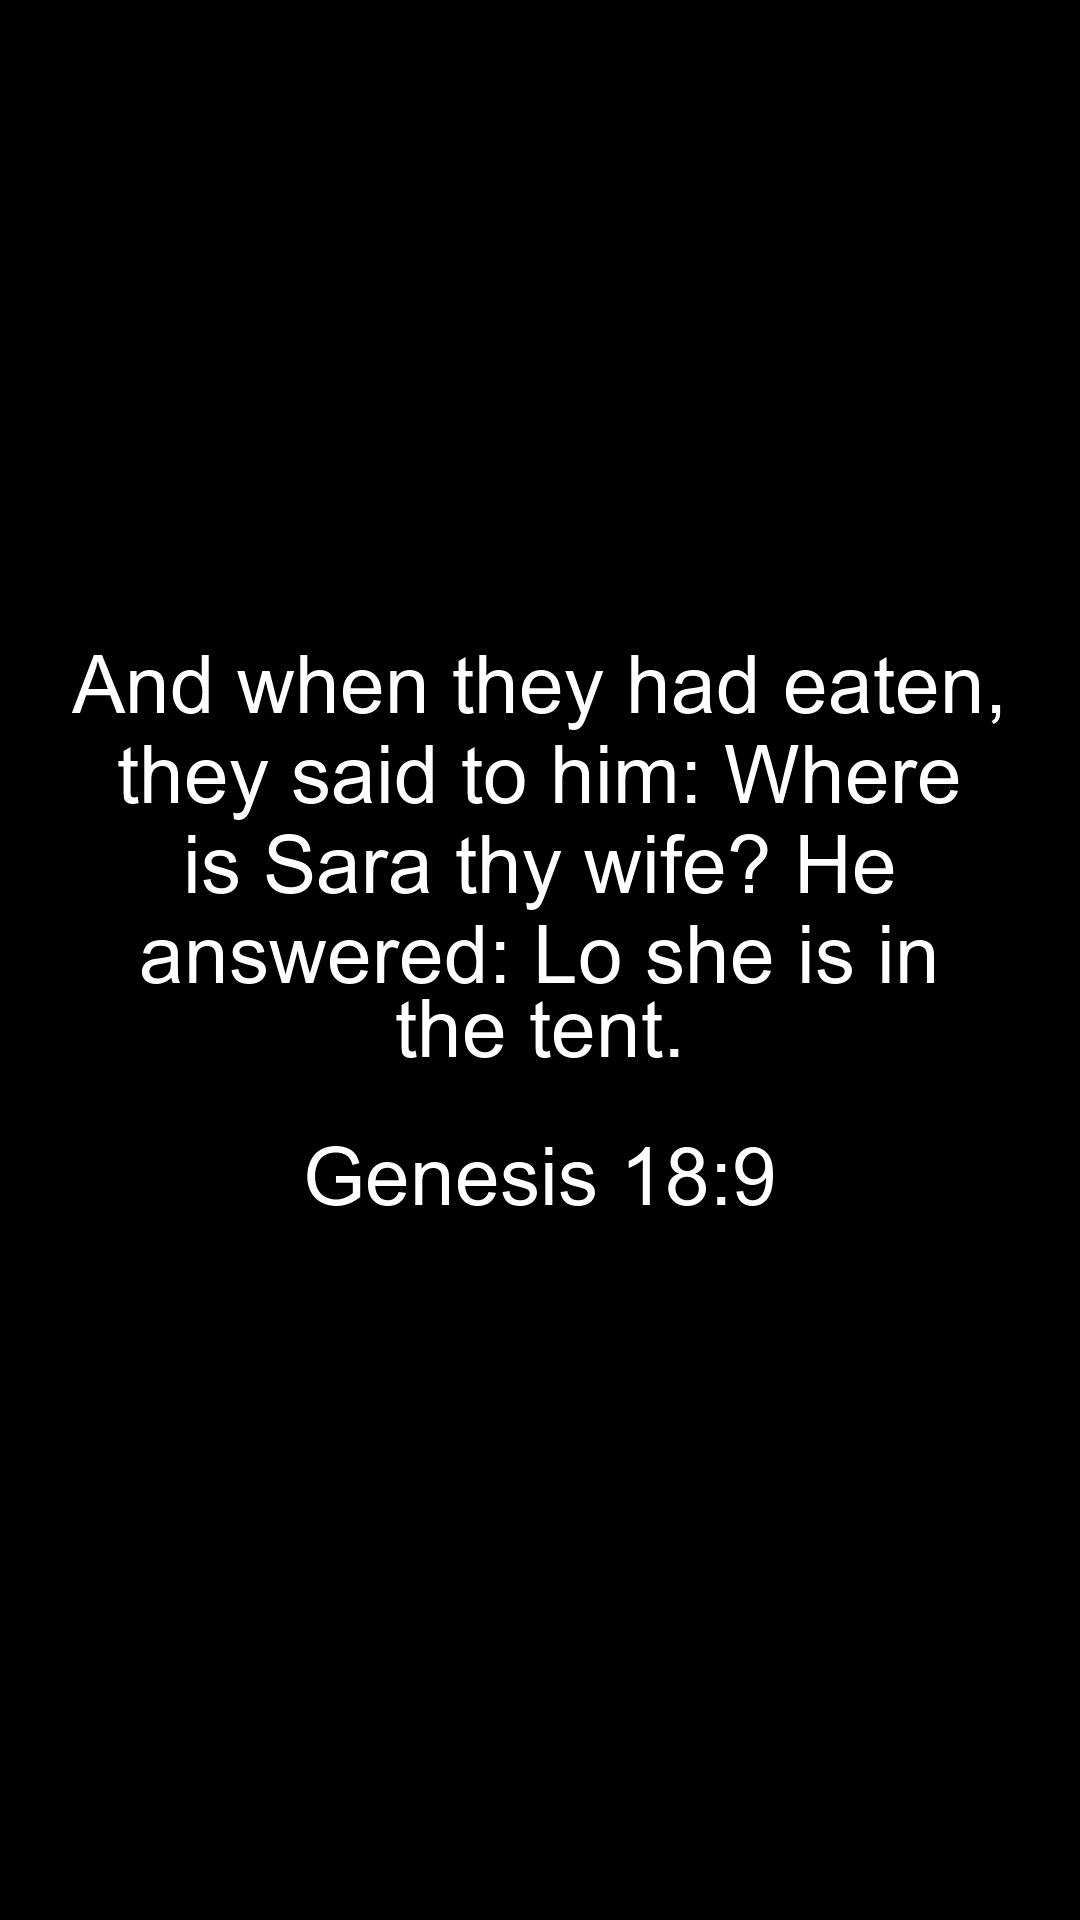 And when they had eaten,
they said to him: Where
is Sara thy wife? He
answered: Lo she is in
the tent.
Genesis 18:9